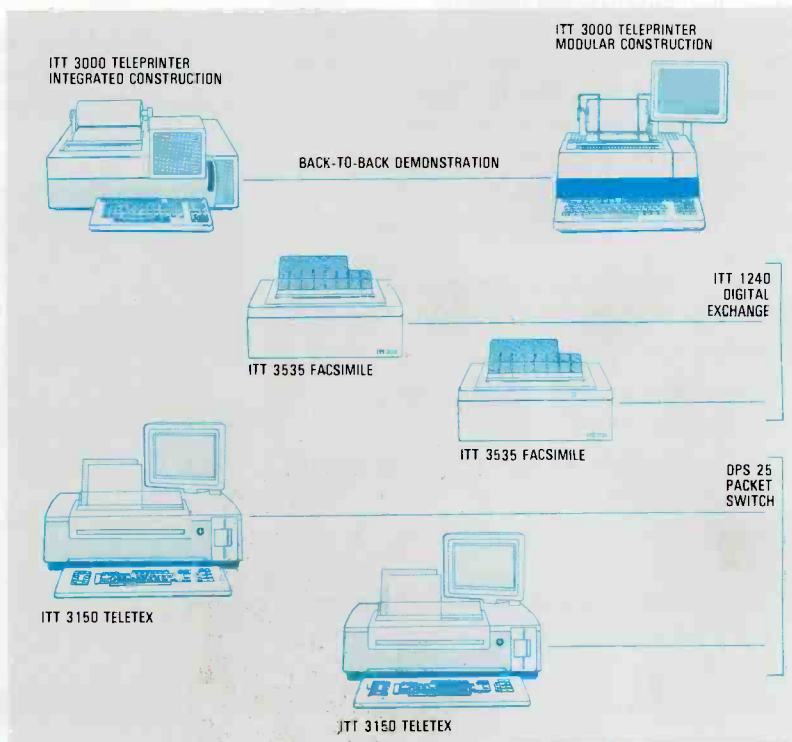 ITT 3000 TELEPRINTER
INTEGRATED CONSTRUCTION
ITT 3000 TELEPRINTER
MODULAR CONSTRUCTION
BACK-TO-BACK DEMONSTRATION
ITT 1240
DIGITAL
EXCHANGE
ITT 3535 FACSIMILE
ITT 3535 FACSIMILE
DPS 25
PACKET
SWITCH
ITT 3150 TELETEX
ITT 3150 TELETEX